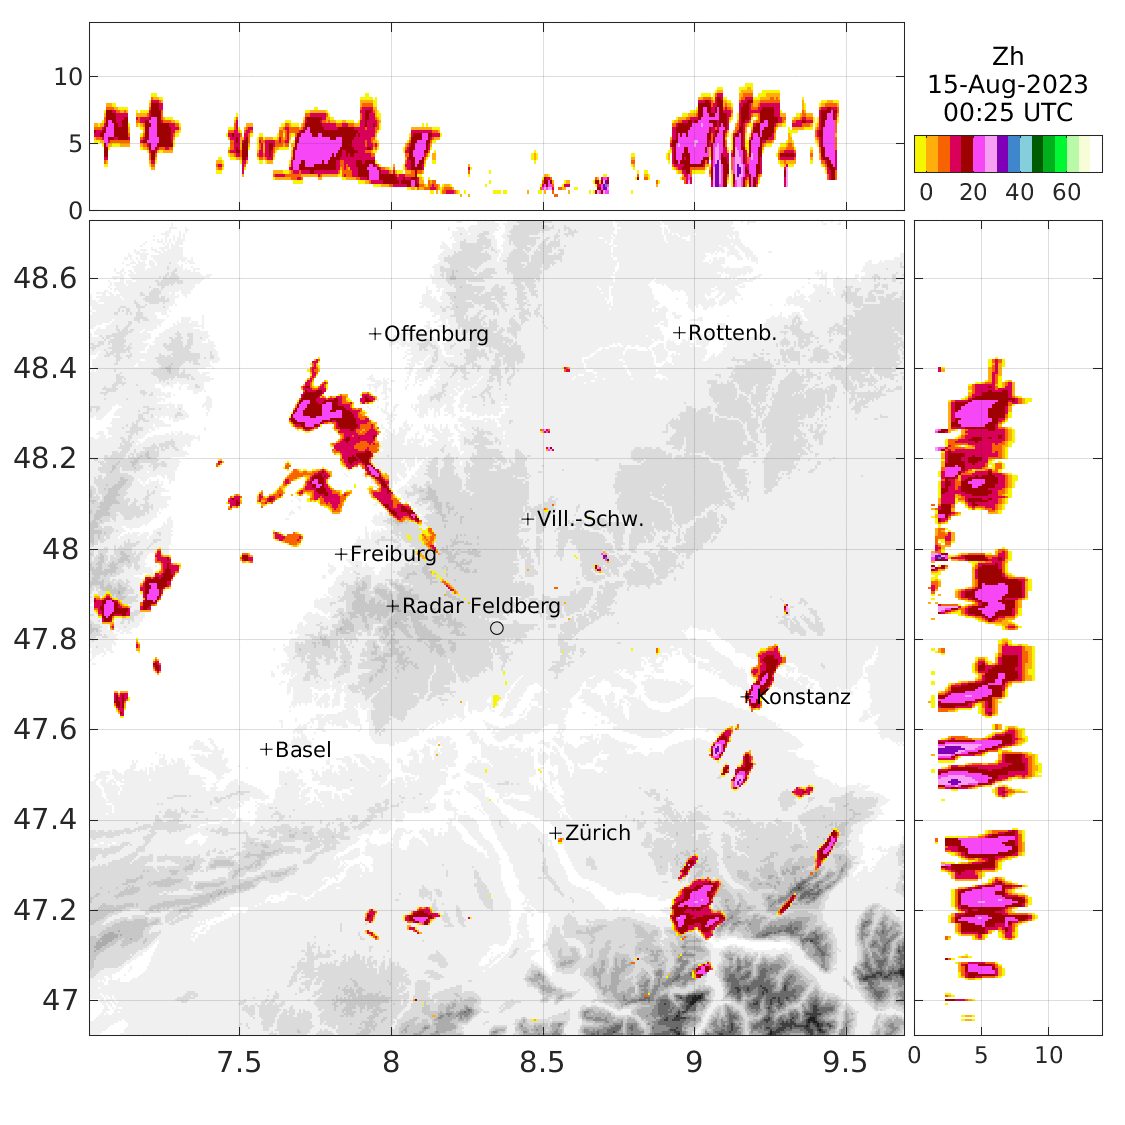 10
5
0
Zh
15-Aug-2023
00:25 UTC
0 20 40 60
48.6
48.4
48.2
48
47.8
47.6
47.4
47.2
47
+Offenburg
+Rottenb.
+Vill.-Schw.
+Freiburg
+Radar Feldberg
+Konstanz
+Basel
+Zürich
7.5 8 8.5 9 9.5
0 5 10